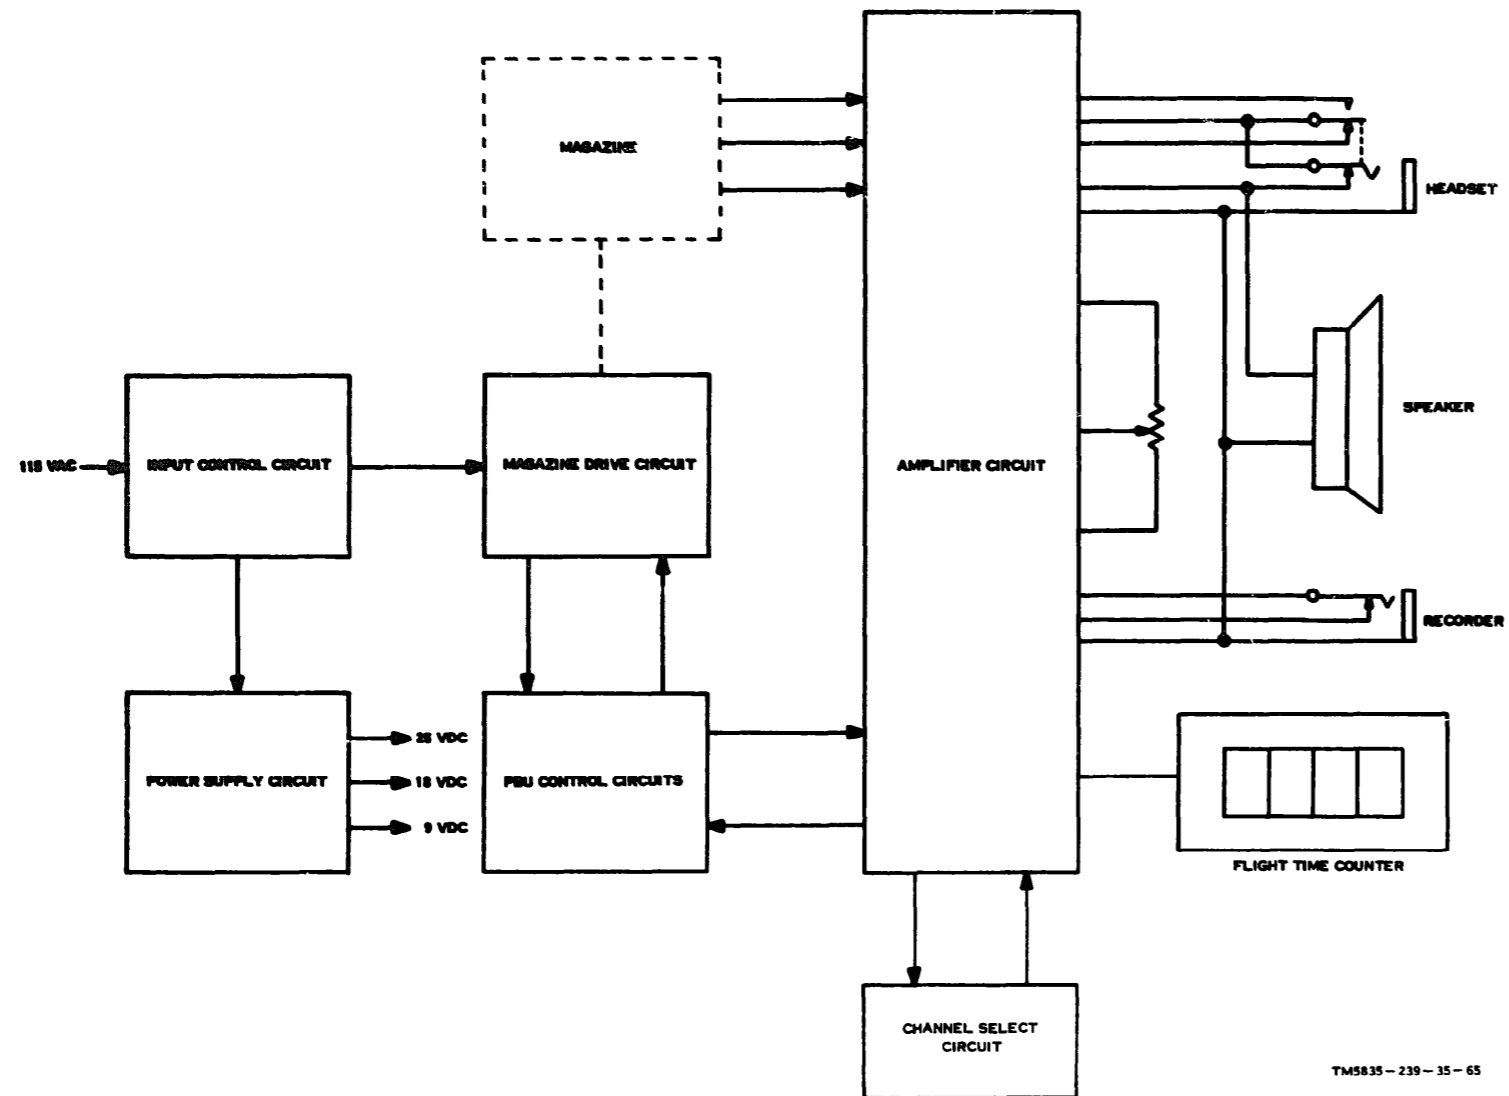 MAGAZINE
HEADSET
115 VAC
INPUT CONTROL CIRCUIT
MAGAZINE DRIVE CIRCUIT
AMPLIFIER CIRCUIT
SPEAKER
RECORDER
POWER SUPPLY CIRCUIT
28 VDC
18 VDC
9 VDC
PBU CONTROL CIRCUITS
FLIGHT TIME COUNTER
CHANNEL SELECT
CIRCUIT
TM5835-239-35-65